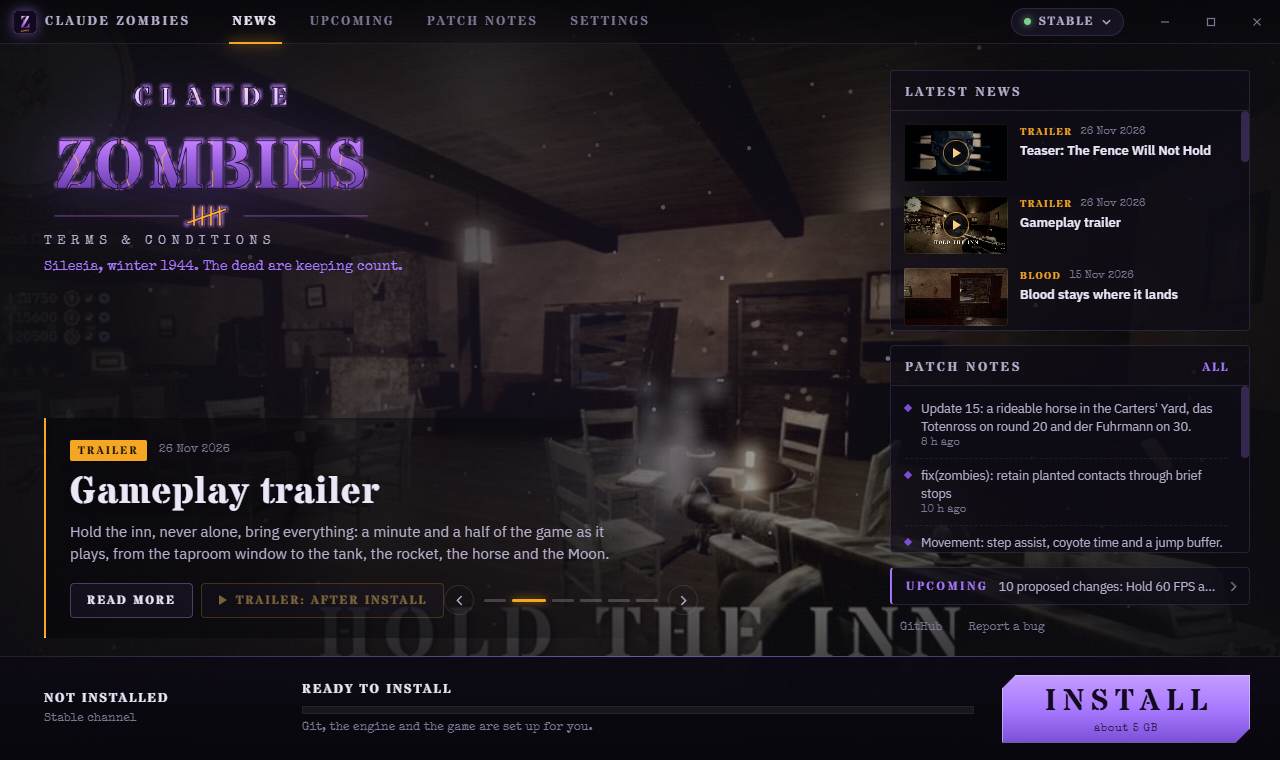 CLAUDE ZOMBIES
NEWS
UPCOMING
PATCH NOTES
SETTINGS
STABLE
CLAUDE
ZOMBIES
TERMS & CONDITIONS
Silesia, winter 1944. The dead are keeping count.
TRAILER
26 Nov 2026
Gameplay trailer
Hold the inn, never alone, bring everything: a minute and a half of the game as it
plays, from the taproom window to the tank, the rocket, the horse and the Moon.
READ MORE
TRAILER: AFTER INSTALL
HOLD THE INN
LATEST NEWS
TRAILER 26 Nov 2026
Teaser: The Fence Will Not Hold
TRAILER 26 Nov 2026
Gameplay trailer
HOLD THE INN
BLOOD 15 Nov 2026
Blood stays where it lands
PATCH NOTES
ALL
Update 15: a rideable horse in the Carters' Yard, das
Totenross on round 20 and der Fuhrmann on 30.
8 h ago
fix(zombies): retain planted contacts through brief
stops
10 h ago
Movement: step assist, coyote time and a jump buffer.
UPCOMING 10 proposed changes: Hold 60 FPS a...
GitHub
Report a bug
NOT INSTALLED
Stable channel
READY TO INSTALL
Git, the engine and the game are set up for you.
INSTALL
about 5 GB